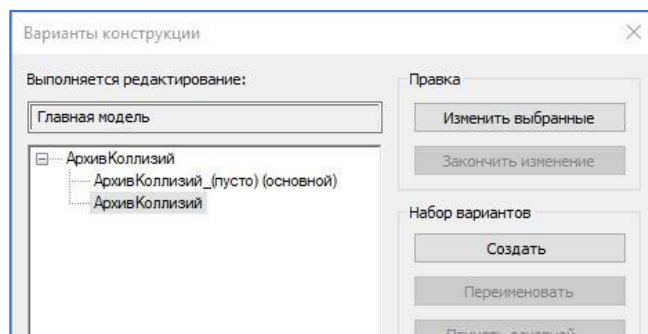 Варианты конструкции
Выполняется редактирование:
Главная модель
АрхивКоллизий
АрхивКоллизий_(пусто) (основной)
АрхивКоллизий
Правка
Изменить выбранные
Закончить изменение
Набор вариантов
Создать
Переименовать